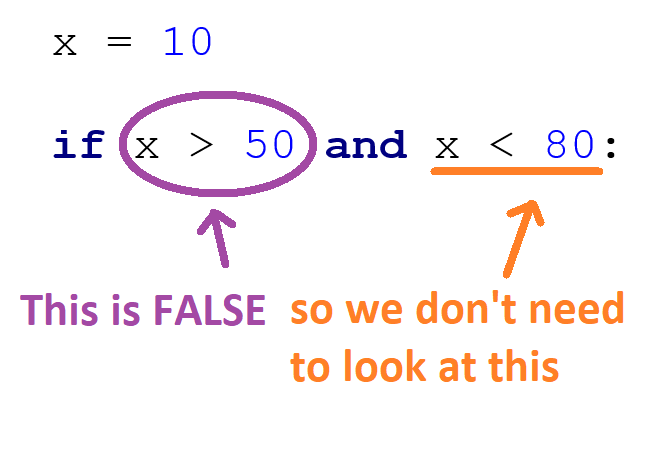 x = 10
if x > 50 and x < 80:
This is FALSE
so we don't need
to look at this